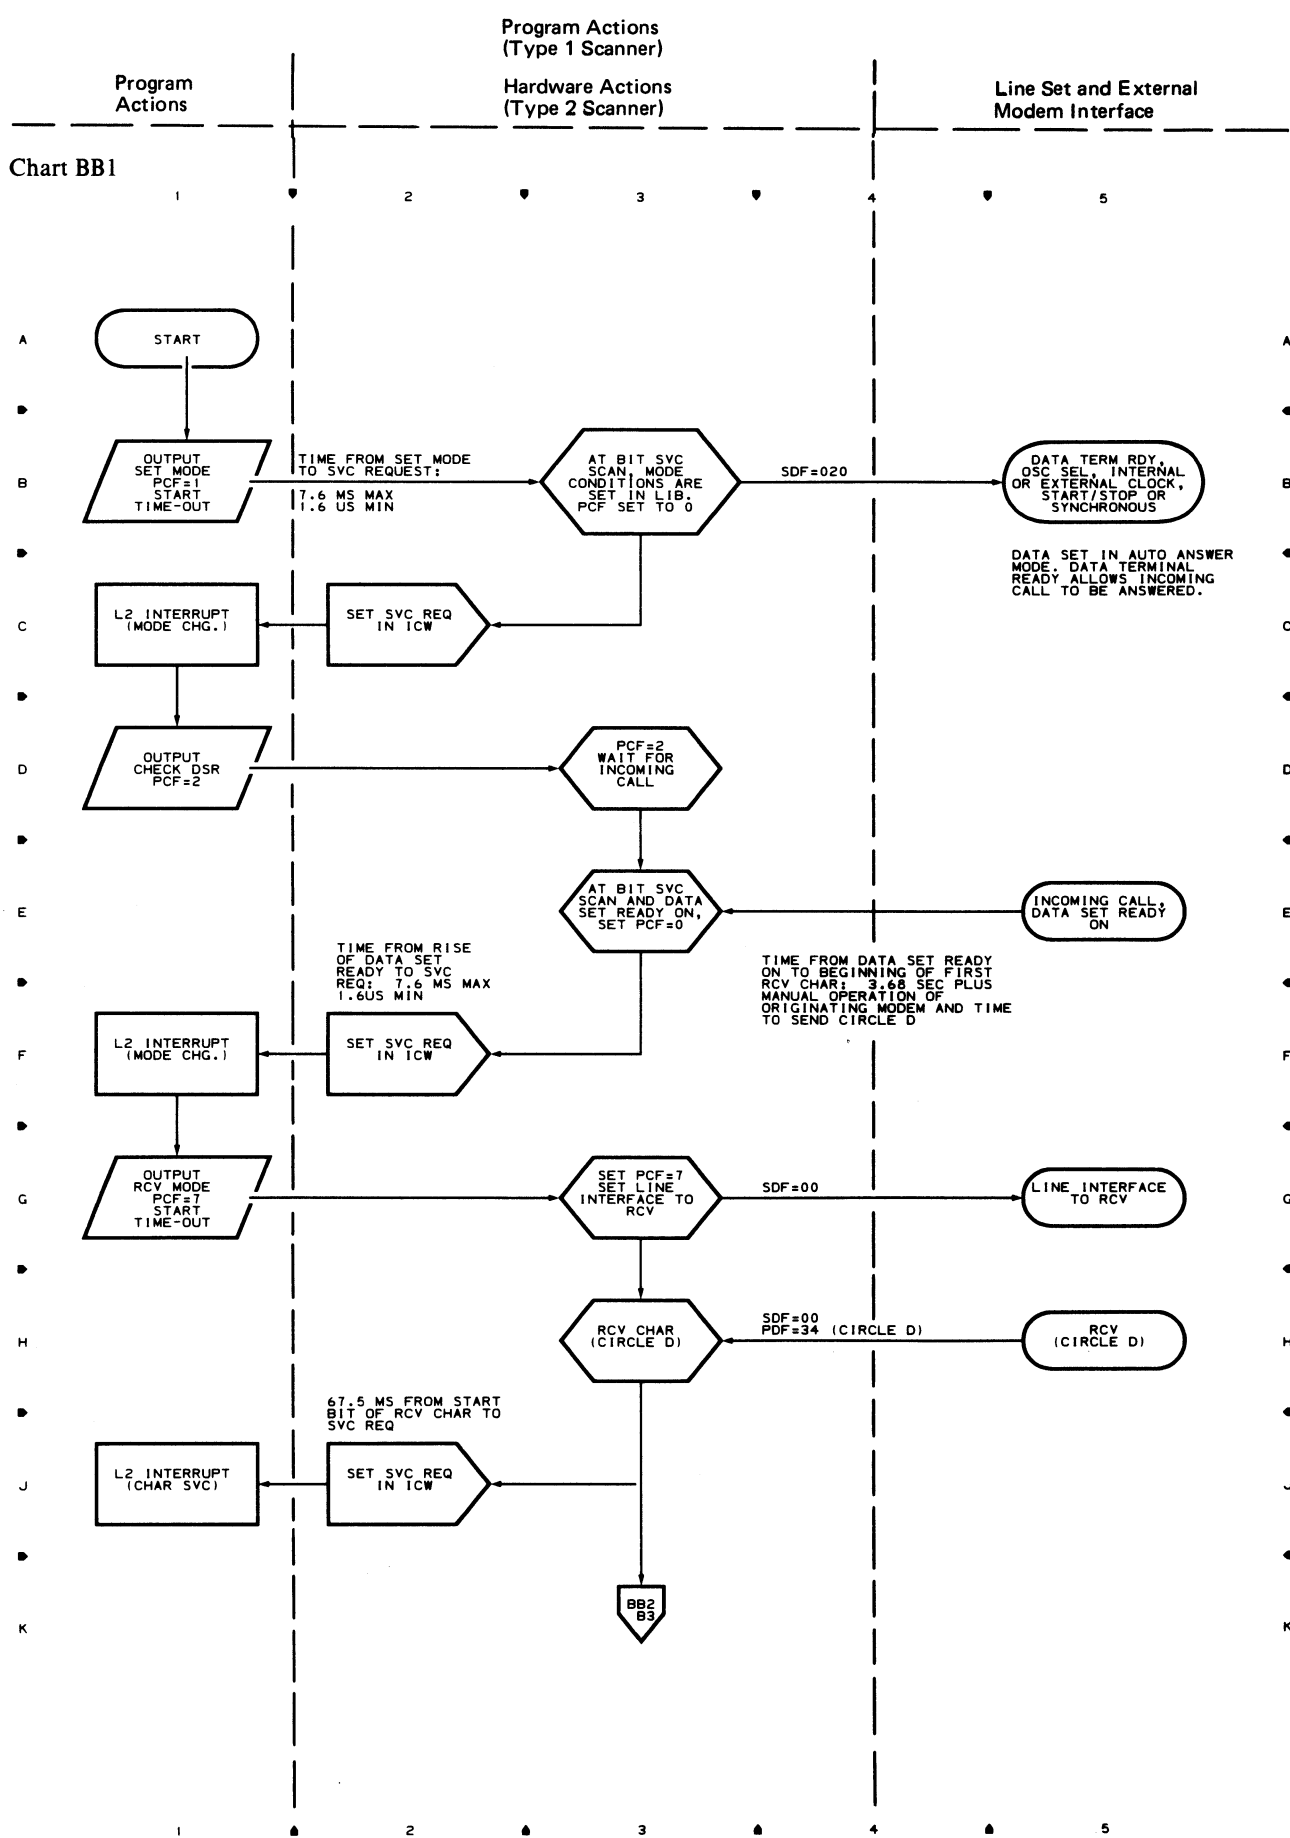 Program Actions
(Type 1 Scanner)
Program
Actions
Hardware Actions
(Type 2 Scanner)
Line Set and External
Modem Interface
Chart BB1
1 2 3 4 5
A
START
A
B
OUTPUT
SET MODE
PCF=1
START
TIME-OUT
TIME FROM SET MODE
TO SVC REQUEST:
7.6 MS MAX
1.6 US MIN
AT BIT SVC
SCAN, MODE
CONDITIONS ARE
SET IN LIB.
PCF SET TO 0
SDF=020
DATA TERM RDY,
OSC SEL, INTERNAL
OR EXTERNAL CLOCK,
START/STOP OR
SYNCHRONOUS
B
DATA SET IN AUTO ANSWER
MODE. DATA TERMINAL
READY ALLOWS INCOMING
CALL TO BE ANSWERED.
C
L2 INTERRUPT
(MODE CHG.)
SET SVC REQ
IN ICW
C
D
OUTPUT
CHECK DSR
PCF=2
PCF=2
WAIT FOR
INCOMING
CALL
D
E
AT BIT SVC
SCAN AND DATA
SET READY ON,
SET PCF=0
INCOMING CALL,
DATA SET READY
ON
E
TIME FROM RISE
OF DATA SET
READY TO SVC
REQ: 7.6 MS MAX
1.6US MIN
TIME FROM DATA SET READY
ON TO BEGINNING OF FIRST
RCV CHAR: 3.68 SEC PLUS
MANUAL OPERATION OF
ORIGINATING MODEM AND TIME
TO SEND CIRCLE D
F
L2 INTERRUPT
(MODE CHG.)
SET SVC REQ
IN ICW
F
G
OUTPUT
RCV MODE
PCF=7
START
TIME-OUT
SET PCF=7
SET LINE
INTERFACE TO
RCV
SDF=00
LINE INTERFACE
TO RCV
G
H
RCV CHAR
(CIRCLE D)
SDF=00
PDF=34 (CIRCLE D)
RCV
(CIRCLE D)
H
67.5 MS FROM START
BIT OF RCV CHAR TO
SVC REQ
J
L2 INTERRUPT
(CHAR SVC)
SET SVC REQ
IN ICW
J
K
BB2
B3
K
1 2 3 4 5